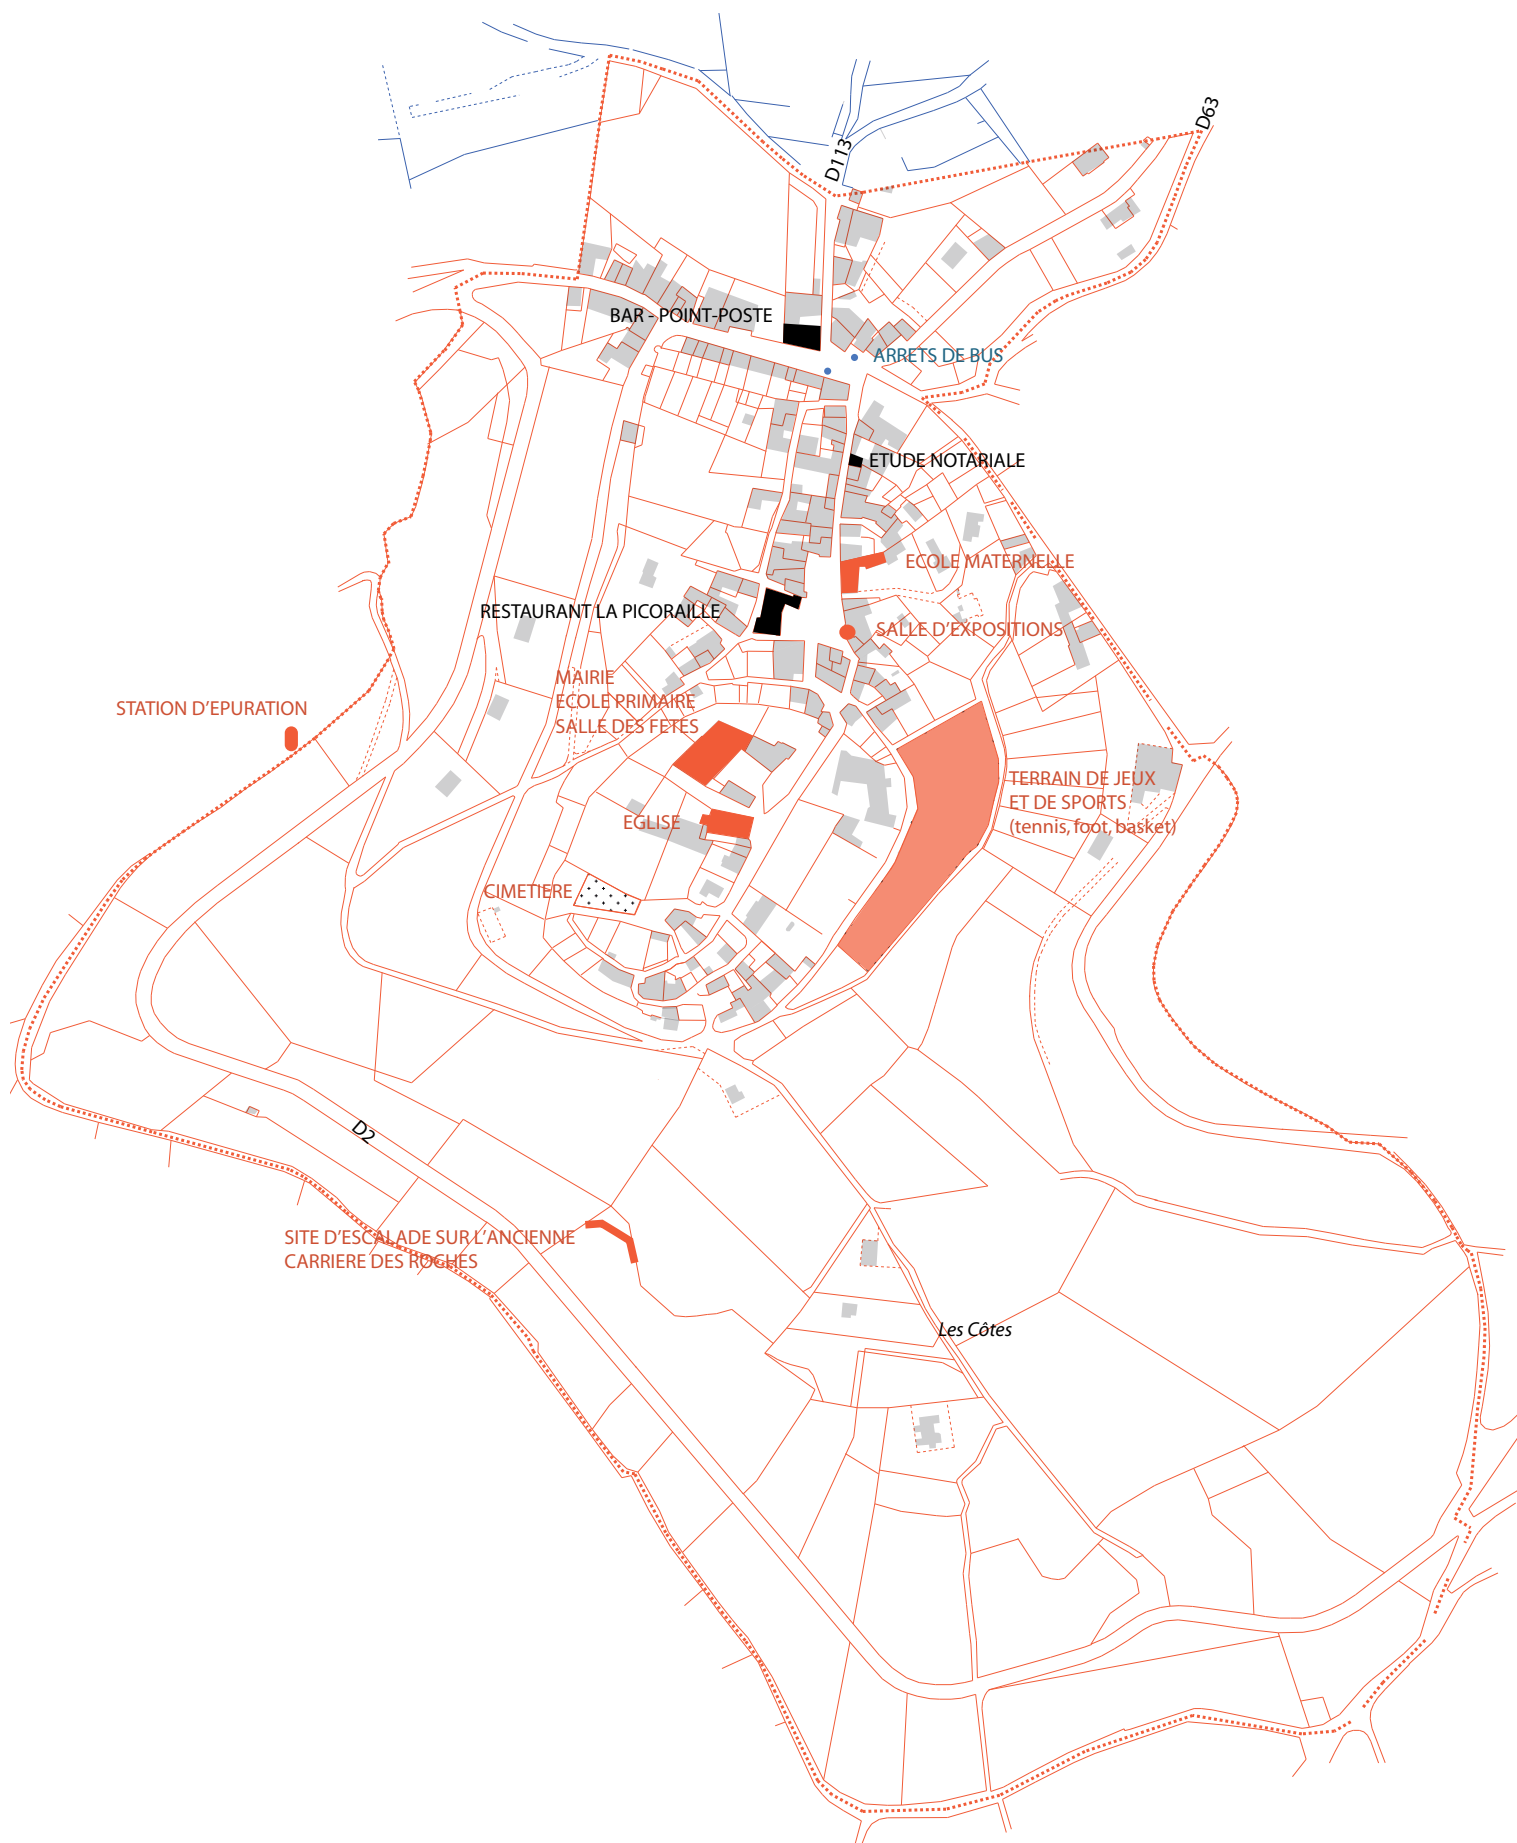 D63
D113
BAR - POINT-POSTE
ARRETS DE BUS
ETUDE NOTARIALE
ECOLE MATERNELLE
RESTAURANT LA PICORAILLE
SALLE D'EXPOSITIONS
MAIRIE
ECOLE PRIMAIRE
SALLE DES FETES
STATION D'EPURATION
TERRAIN DE JEUX
ET DE SPORTS
(tennis, foot, basket)
EGLISE
CIMETIERE
D2
SITE D'ESCALADE SUR L'ANCIENNE
CARRIERE DES ROCHES
Les Côtes